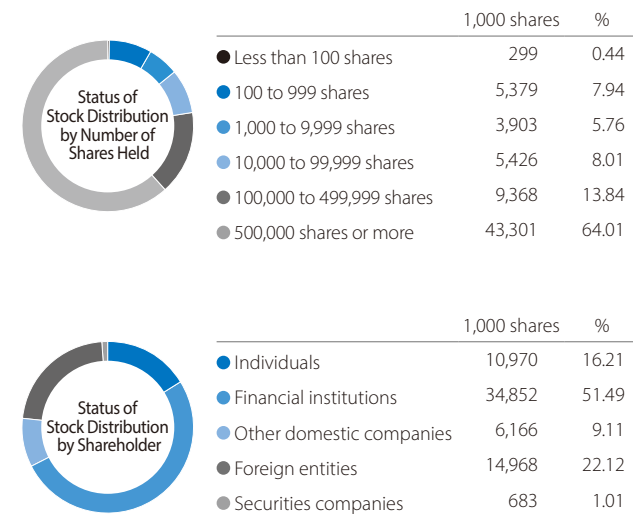 1,000 shares %
Status of
Stock Distribution
by Number of
Shares Held
Less than 100 shares 299 0.44
100 to 999 shares 5,379 7.94
1,000 to 9,999 shares 3,903 5.76
10,000 to 99,999 shares 5,426 8.01
100,000 to 499,999 shares 9,368 13.84
500,000 shares or more 43,301 64.01
1,000 shares %
Status of
Stock Distribution
by Shareholder
Individuals 10,970 16.21
Financial institutions 34,852 51.49
Other domestic companies 6,166 9.11
Foreign entities 14,968 22.12
Securities companies 683 1.01